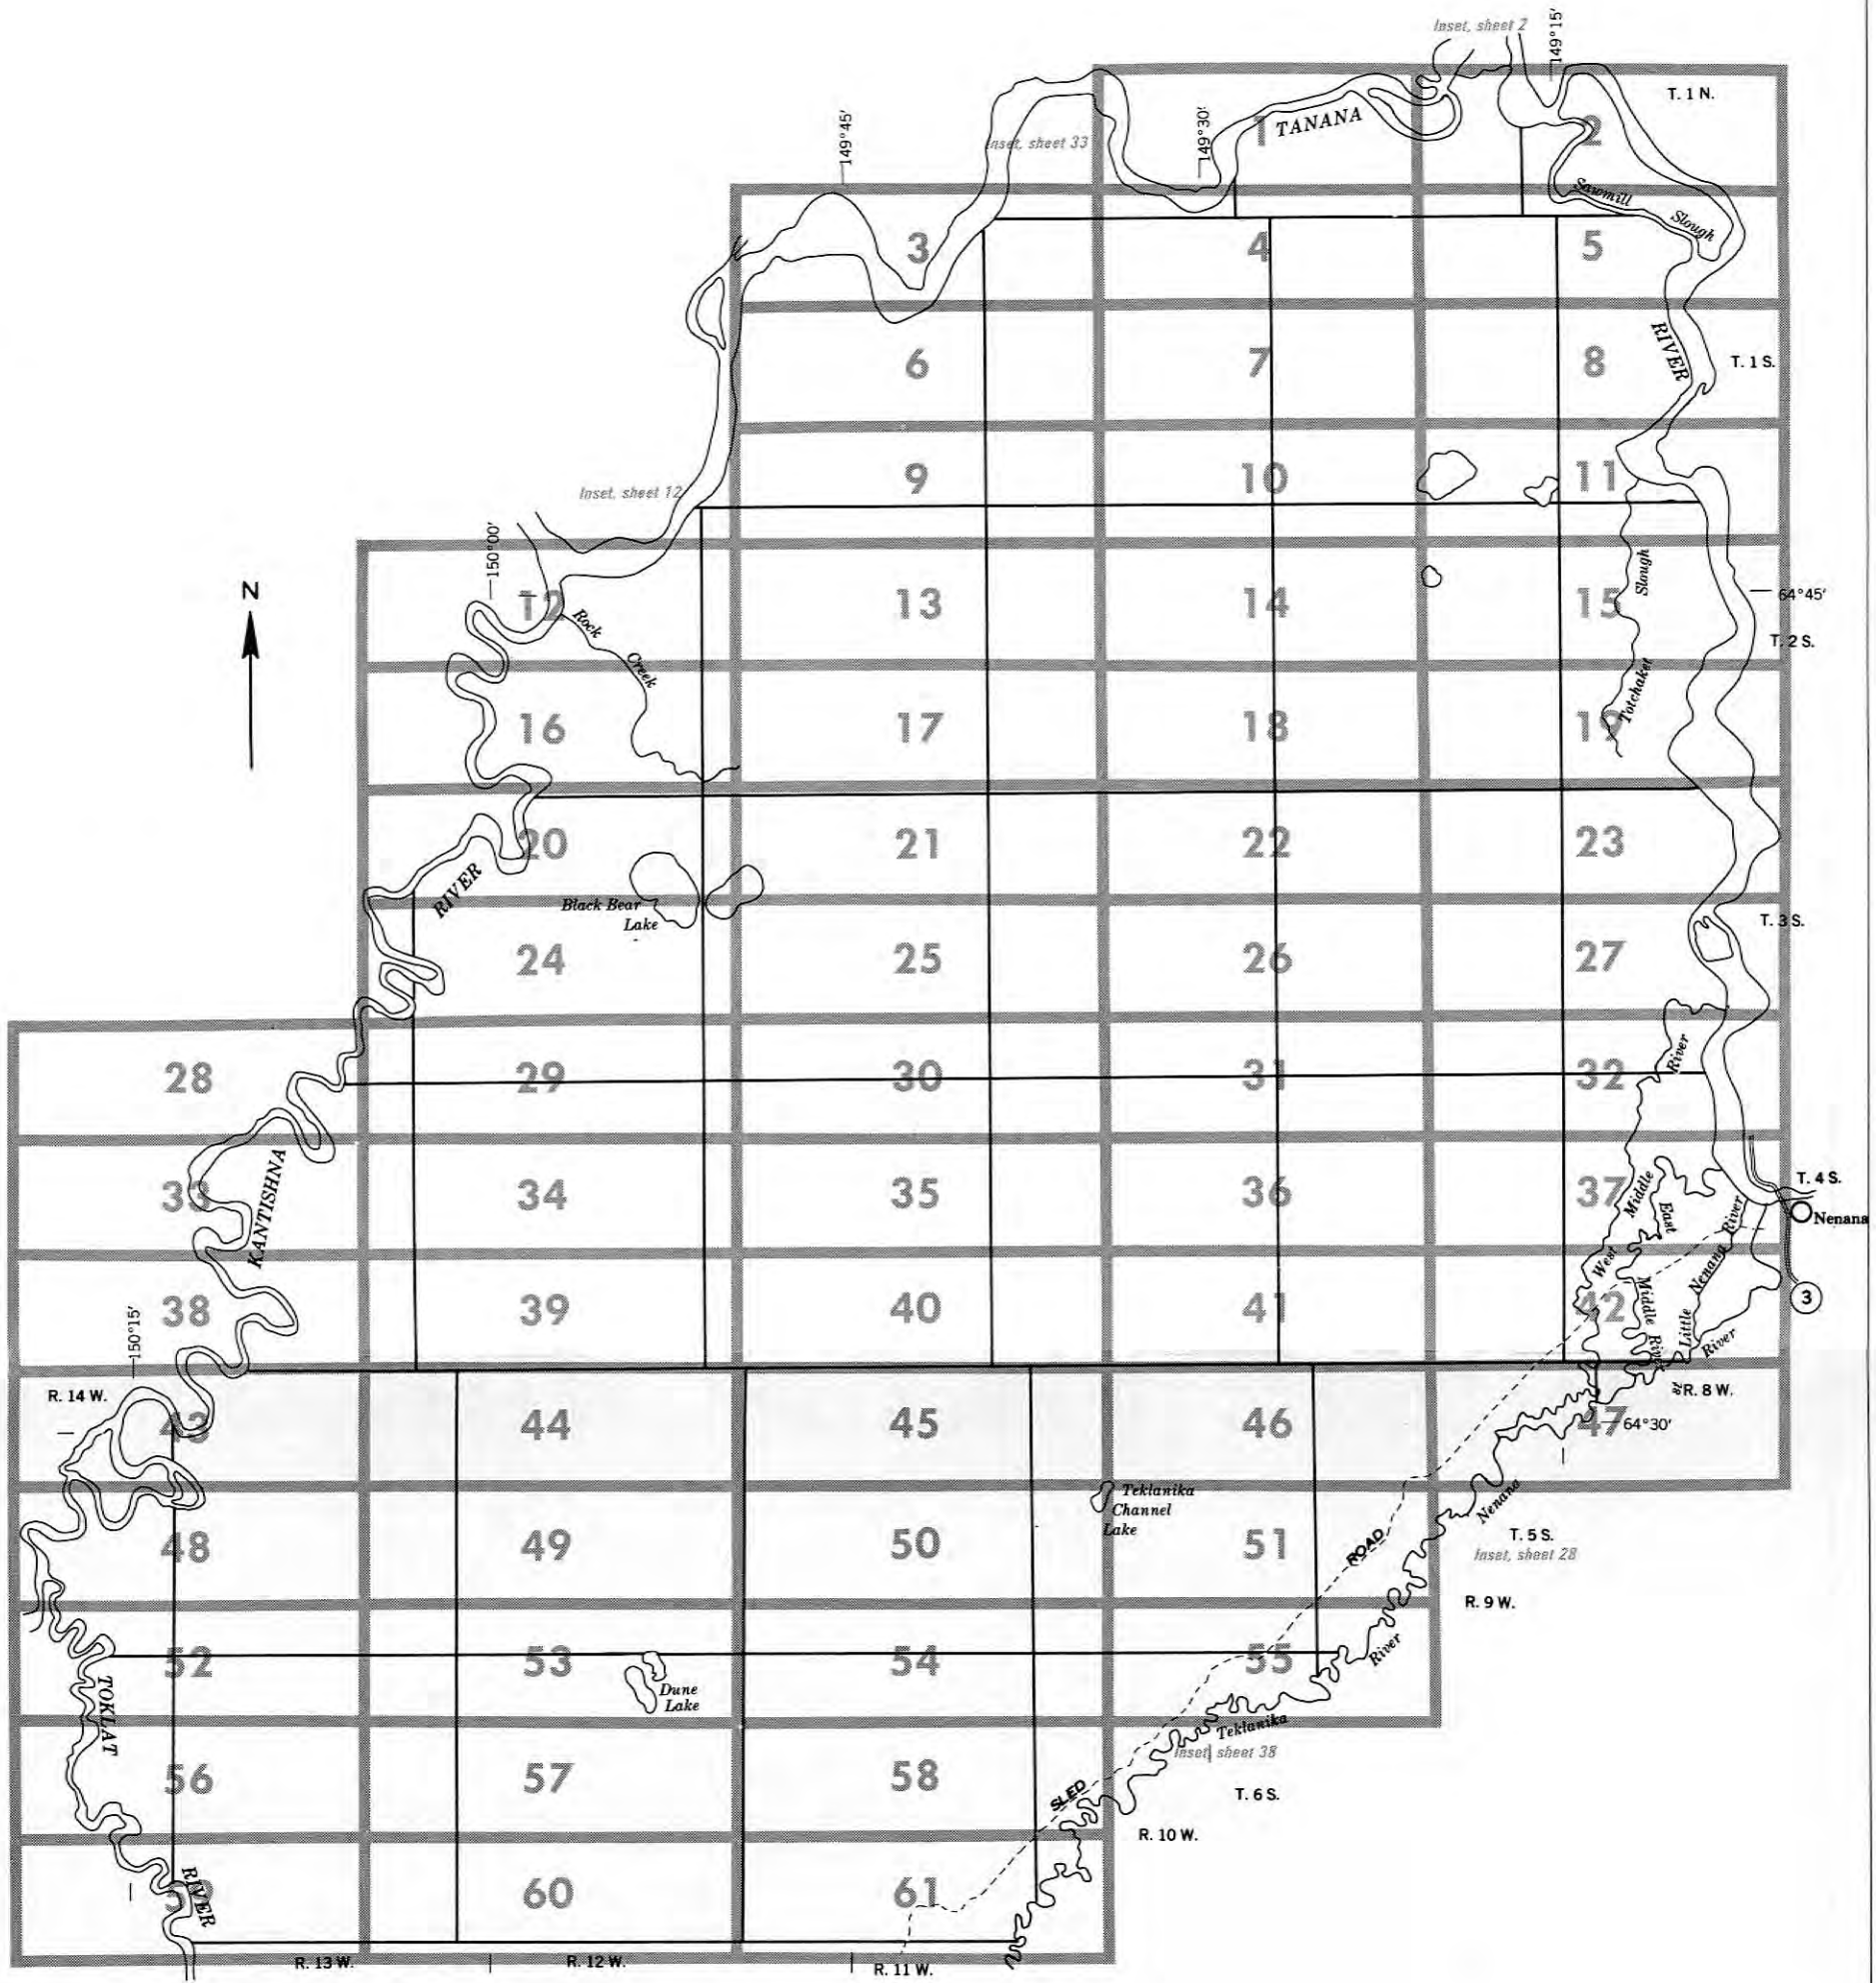 Inset, sheet 2
149°15'
T. 1 N.
149°45'
Inset, sheet 33
149°30'
1
TANANA
2
Sawmill
Slough
3
4
5
RIVER
6
7
8
T. 1 S.
9
10
11
Inset, sheet 12
150°00'
N
12
Rock
Creek
13
14
15
Slough
64°45'
T. 2 S.
16
17
18
19
Totchaket
20
21
22
23
RIVER
Black Bear
Lake
T. 3 S.
24
25
26
27
28
29
30
31
32
River
33
KANTISHNA
34
35
36
37
Middle
East
River
T. 4 S.
Nenana
38
39
40
41
42
West
Middle River
Nenana
Little
River
3
150°15'
R. 14 W.
R. 8 W.
43
44
45
46
47
64°30'
Teklanika
Channel
Lake
Nenana
48
49
50
51
ROAD
T. 5 S.
Inset, sheet 28
R. 9 W.
52
53
54
55
River
TOKLAT
Dune
Lake
Teklanika
Inset, sheet 38
56
57
58
SLED
T. 6 S.
R. 10 W.
RIVER
60
61
R. 13 W.
R. 12 W.
R. 11 W.